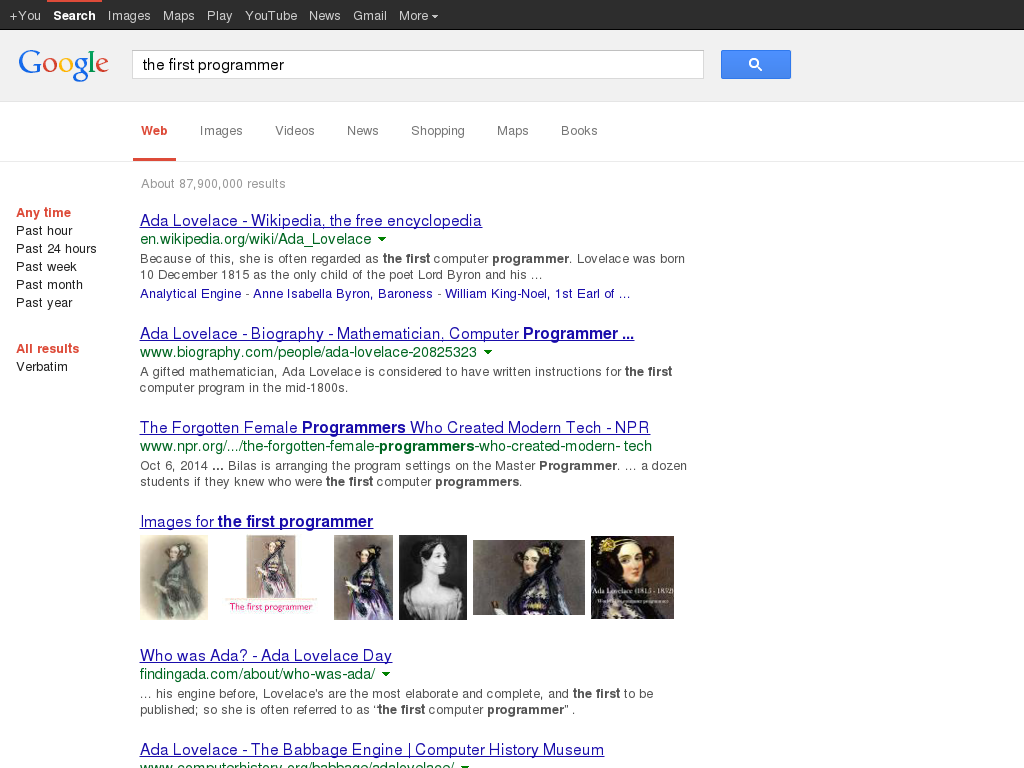 +You Search Images Maps Play YouTube News Gmail More
Google the first programmer
Web Images Videos News Shopping Maps Books
About 87,900,000 results
Any time
Past hour
Past 24 hours
Past week
Past month
Past year
All results
Verbatim
Ada Lovelace - Wikipedia, the free encyclopedia
en.wikipedia.org/wiki/Ada_Lovelace
Because of this, she is often regarded as the first computer programmer. Lovelace was born
10 December 1815 as the only child of the poet Lord Byron and his ...
Analytical Engine - Anne Isabella Byron, Baroness - William King-Noel, 1st Earl of ...
Ada Lovelace - Biography - Mathematician, Computer Programmer ...
www.biography.com/people/ada-lovelace-20825323
A gifted mathematician, Ada Lovelace is considered to have written instructions for the first
computer program in the mid-1800s.
The Forgotten Female Programmers Who Created Modern Tech - NPR
www.npr.org/.../the-forgotten-female-programmers-who-created-modern- tech
Oct 6, 2014 ... Bilas is arranging the program settings on the Master Programmer. ... a dozen
students if they knew who were the first computer programmers.
Images for the first programmer
The first programmer
Ada Lovelace (1815 - 1852)
World's first computer programmer
Who was Ada? - Ada Lovelace Day
findingada.com/about/who-was-ada/
... his engine before, Lovelace's are the most elaborate and complete, and the first to be
published; so she is often referred to as “the first computer programmer” .
Ada Lovelace - The Babbage Engine | Computer History Museum
www.computerhistory.org/babbage/adalovelace/